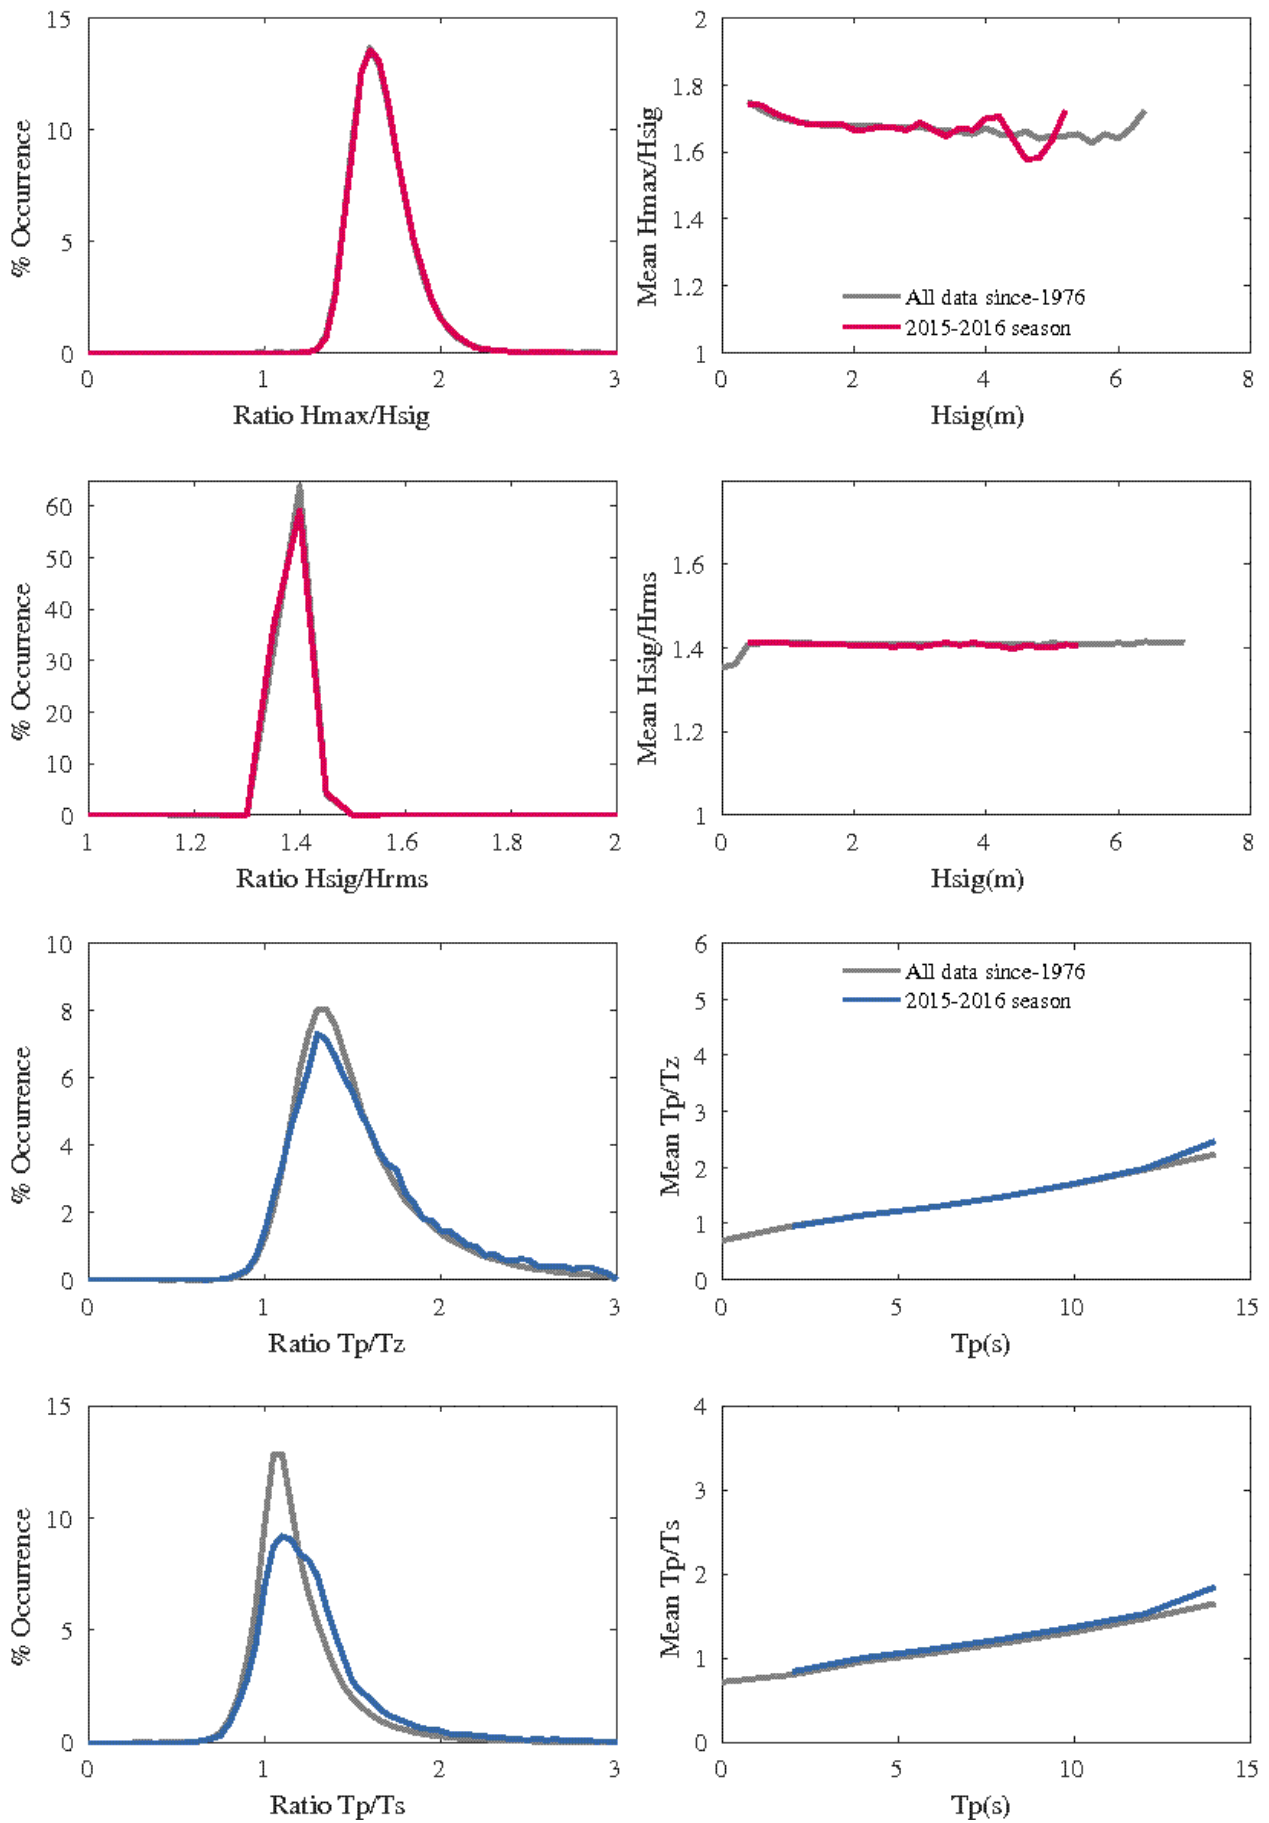 15
10
5
0
% Occurrence
0 1 2 3
Ratio Hmax/Hsig
2
1.8
1.6
1.4
1.2
1
Mean Hmax/Hsig
All data since-1976
2015-2016 season
0 2 4 6 8
Hsig(m)
60
50
40
30
20
10
0
% Occurrence
1 1.2 1.4 1.6 1.8 2
Ratio Hsig/Hrms
1.6
1.4
1.2
1
Mean Hsig/Hrms
0 2 4 6 8
Hsig(m)
10
8
6
4
2
0
% Occurrence
0 1 2 3
Ratio Tp/Tz
6
5
4
3
2
1
0
Mean Tp/Tz
All data since-1976
2015-2016 season
0 5 10 15
Tp(s)
15
10
5
0
% Occurrence
0 1 2 3
Ratio Tp/Ts
4
3
2
1
0
Mean Tp/Ts
0 5 10 15
Tp(s)